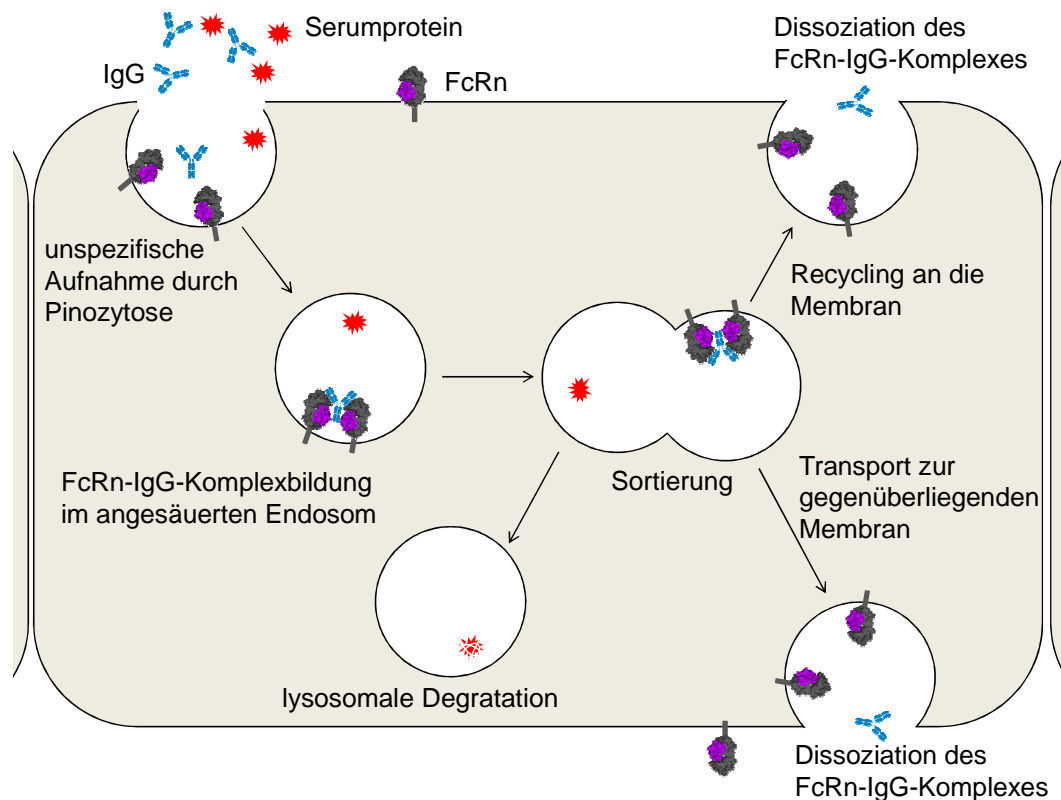 Serumprotein
IgG
FcRn
Dissoziation des
FcRn-IgG-Komplexes
unspezifische
Aufnahme durch
Pinozytose
Recycling an die
Membran
FcRn-IgG-Komplexbildung
im angesäuerten Endosom
Sortierung
Transport zur
gegenüberliegenden
Membran
lysosomale Degratation
Dissoziation des
FcRn-IgG-Komplexes